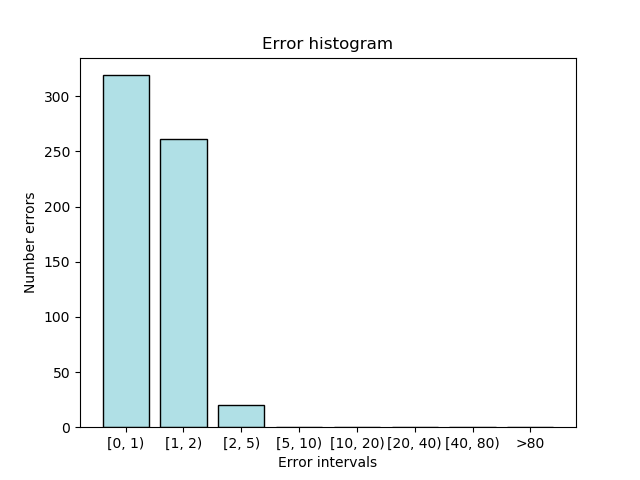 Error histogram
Number errors
300
250
200
150
100
50
0
[0, 1) [1, 2) [2, 5) [5, 10) [10, 20) [20, 40) [40, 80) >80
Error intervals